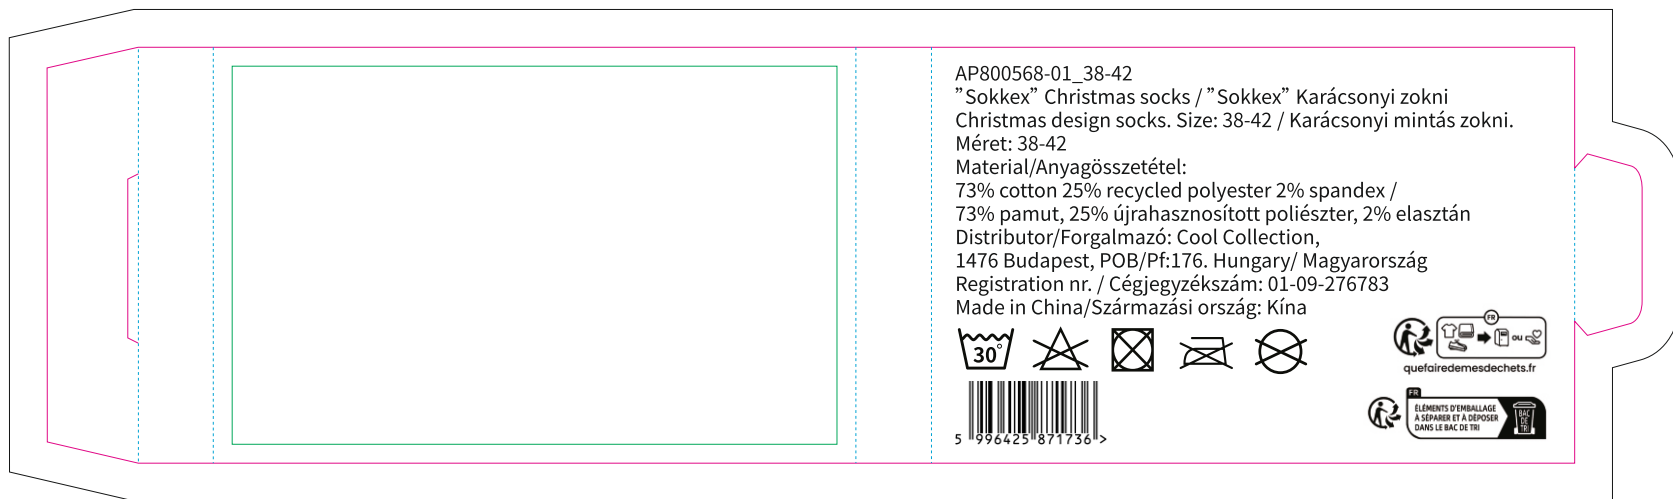 AP800568-01_38-42
”Sokkex” Christmas socks / ”Sokkex” Karácsonyi zokni
Christmas design socks. Size: 38-42 / Karácsonyi mintás zokni.
Méret: 38-42
Material/Anyagösszetétel:
73% cotton 25% recycled polyester 2% spandex /
73% pamut, 25% újrahasznosított poliészter, 2% elasztán
Distributor/Forgalmazó: Cool Collection,
1476 Budapest, POB/Pf:176. Hungary/ Magyarország
Registration nr. / Cégjegyzékszám: 01-09-276783
Made in China/Származási ország: Kína
30°
FR
ou
quefairedemesdechets.fr
FR
ÉLÉMENTS D'EMBALLAGE
À SÉPARER ET À DÉPOSER
DANS LE BAC DE TRI
BAC
DE
TRI
5 996425 871736 >